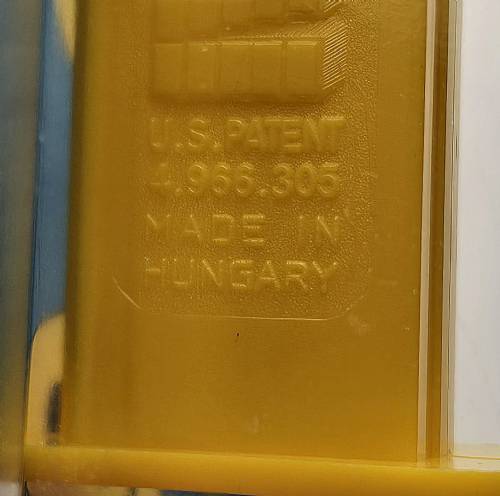 U.S.PATENT
4.966.305
MADE IN
HUNGARY